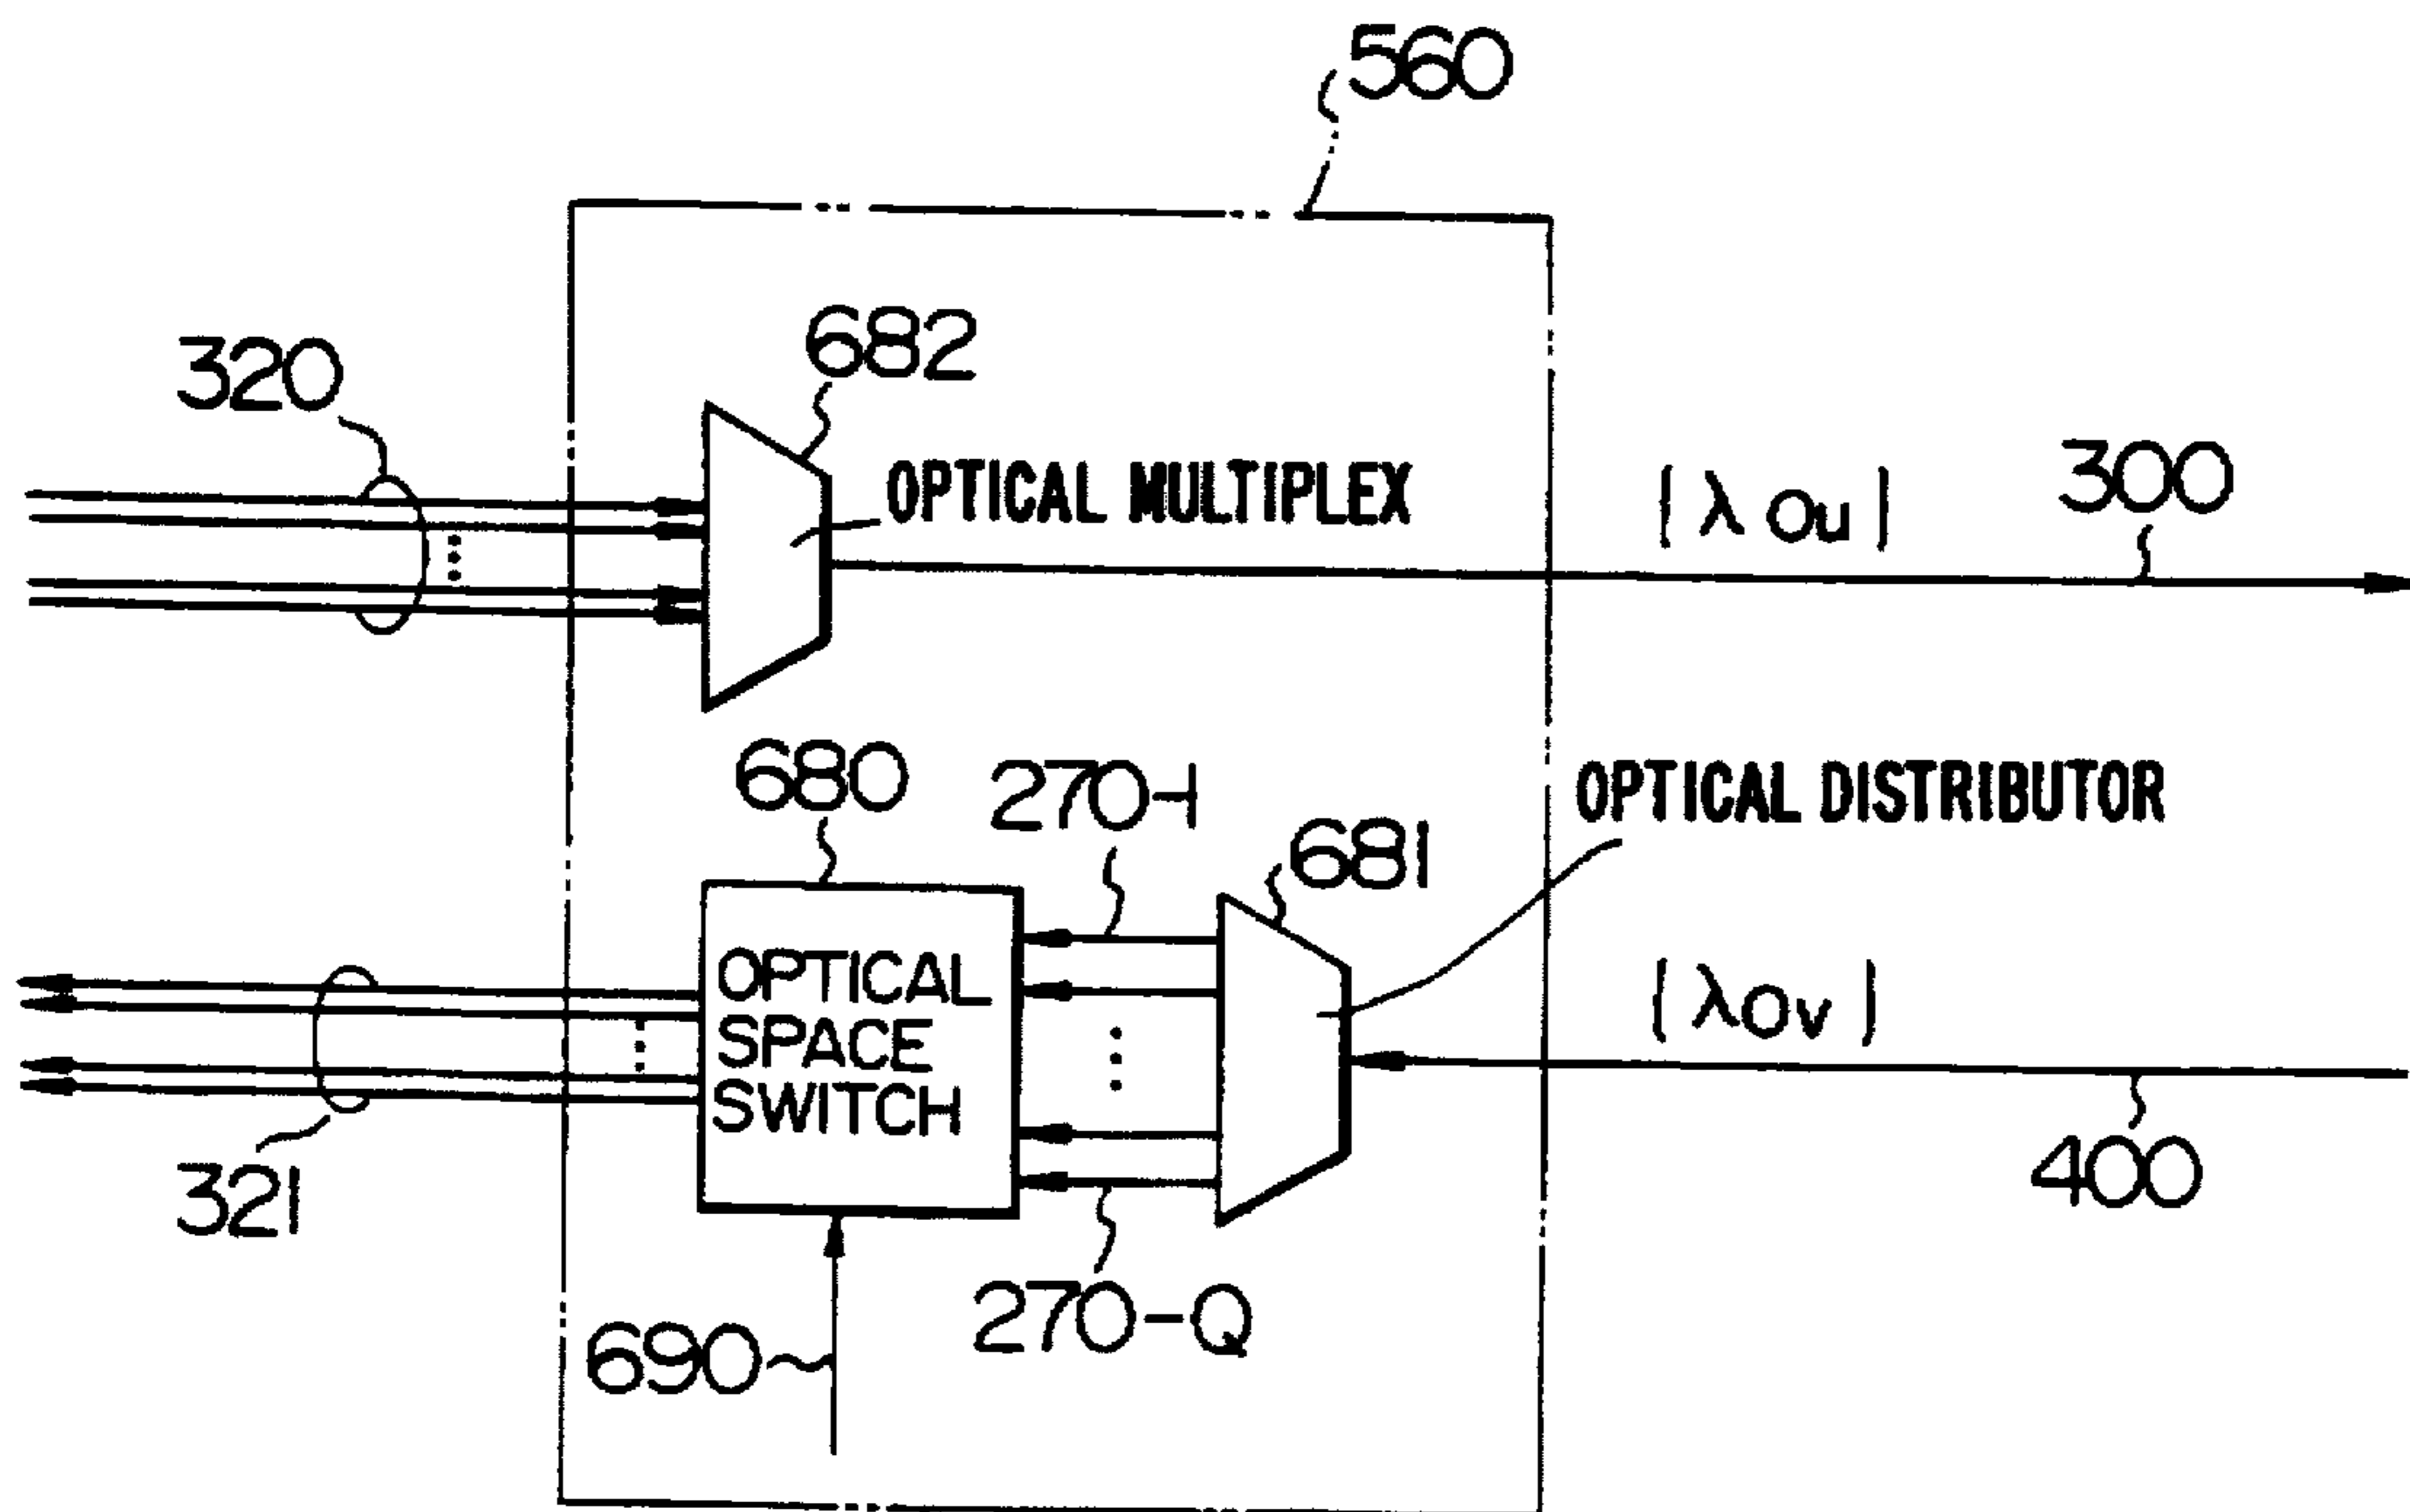 560
682
320
OPTICAL MULTIPLEX
{ λ Ou }
300
680
270-1
681
OPTICAL DISTRIBUTOR
OPTICAL
SPACE
SWITCH
{ λOv }
321
400
270-Q
690